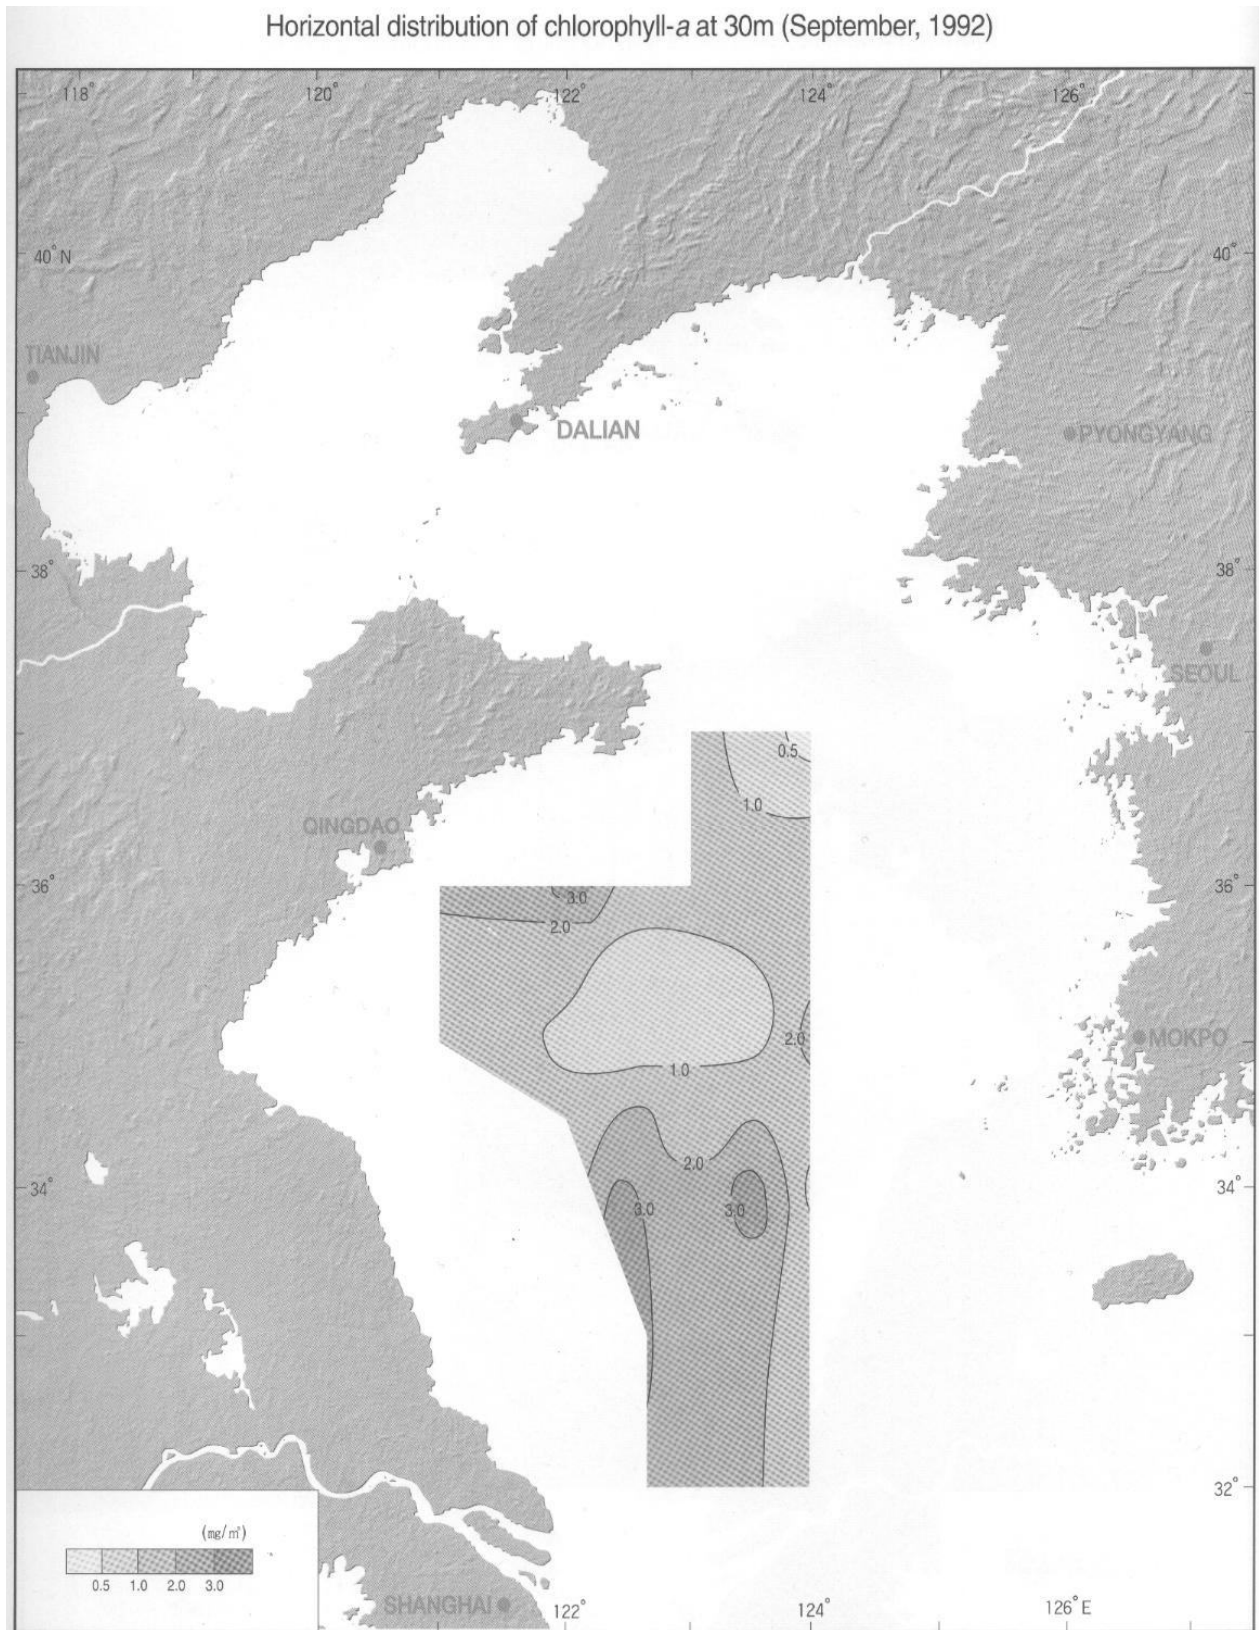 Horizontal distribution of chlorophyll-a at 30m (September, 1992)
118° 120° 122° 124° 126°
40°N 40°
TIANJIN
DALIAN
PYONGYANG
38° 38°
SEOUL
0.5
1.0
QINGDAO
36° 36°
3.0
2.0
2.0
MOKPO
1.0
2.0
34° 34°
3.0 3.0
32°
(mg/㎥)
0.5 1.0 2.0 3.0
SHANGHAI
122° 124° 126°E